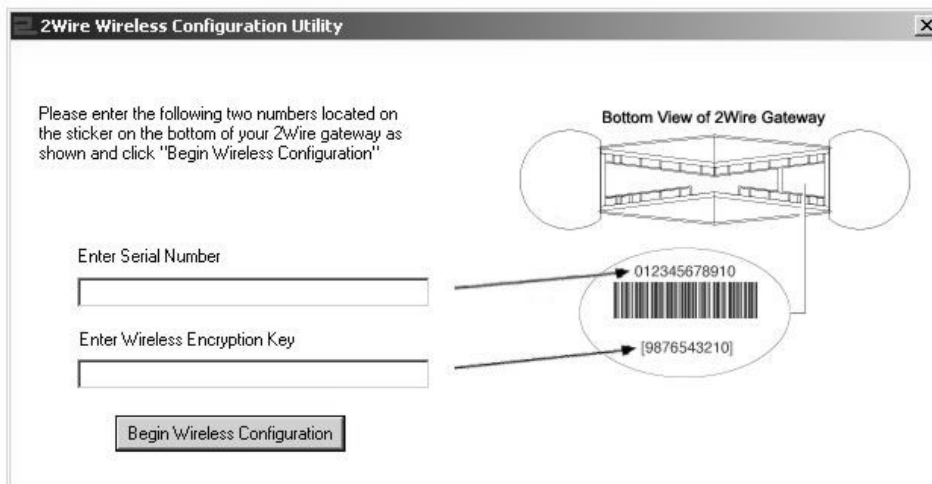 2Wire Wireless Configuration Utility
Please enter the following two numbers located on
the sticker on the bottom of your 2Wire gateway as
shown and click "Begin Wireless Configuration"
Bottom View of 2Wire Gateway
Enter Serial Number
012345678910
Enter Wireless Encryption Key
[9876543210]
Begin Wireless Configuration